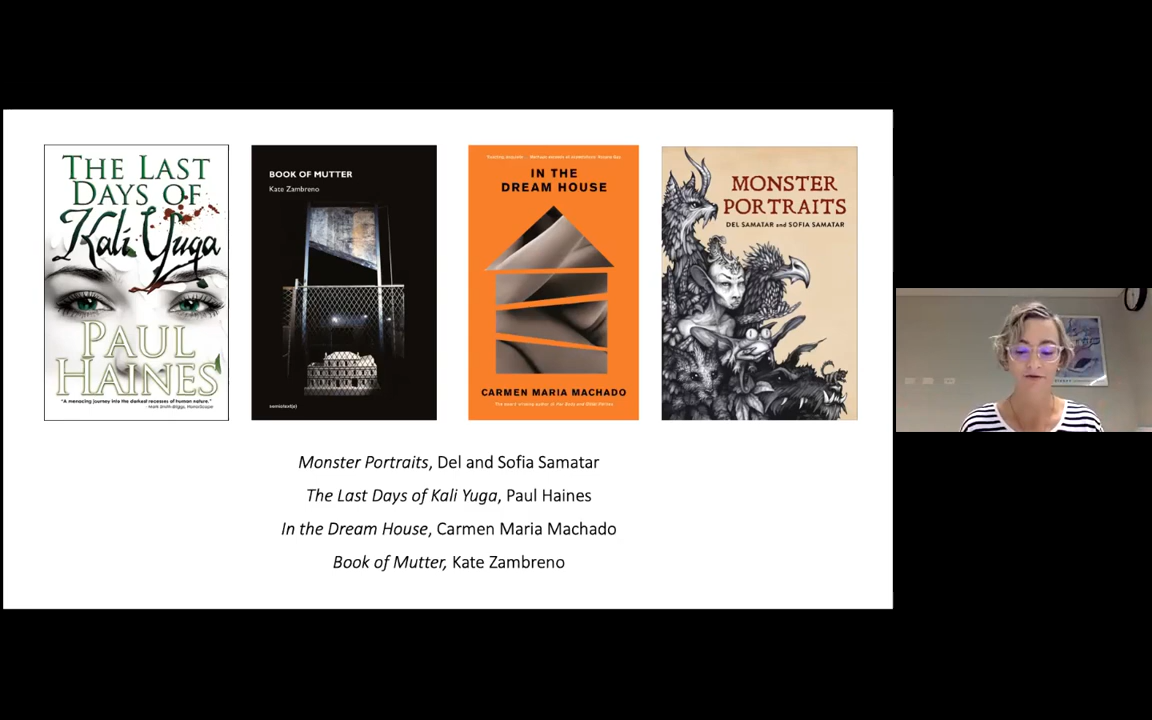 THE LAST
DAYS OF
Kali Yuga
PAUL
HAINES
"A menacing journey into the darkest recesses of human nature."
BOOK OF MUTTER
Kate Zambreno
semiotext(e)
IN THE
DREAM HOUSE
CARMEN MARIA MACHADO
MONSTER
PORTRAITS
DEL SAMATAR and SOFIA SAMATAR
Monster Portraits, Del and Sofia Samatar
The Last Days of Kali Yuga, Paul Haines
In the Dream House, Carmen Maria Machado
Book of Mutter, Kate Zambreno